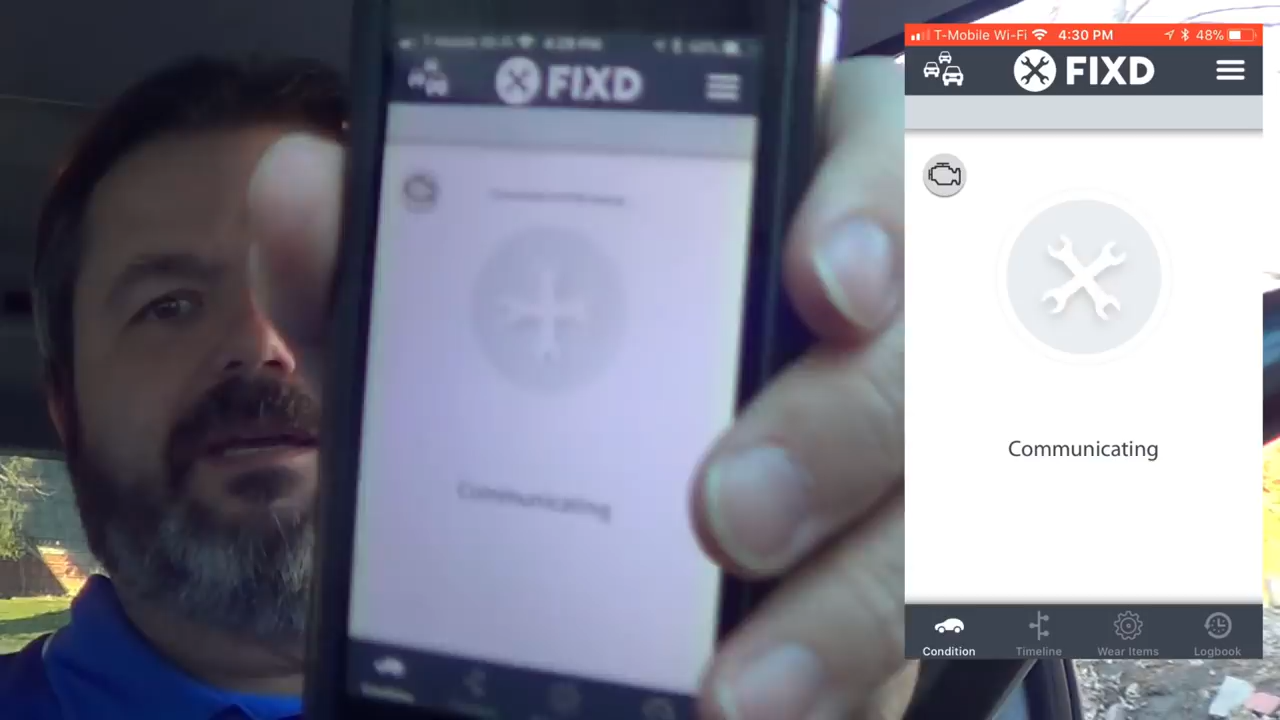 FIXD
Communicating
T-Mobile Wi-Fi 4:30 PM 48%
FIXD
Communicating
Condition
Timeline
Wear Items
Logbook